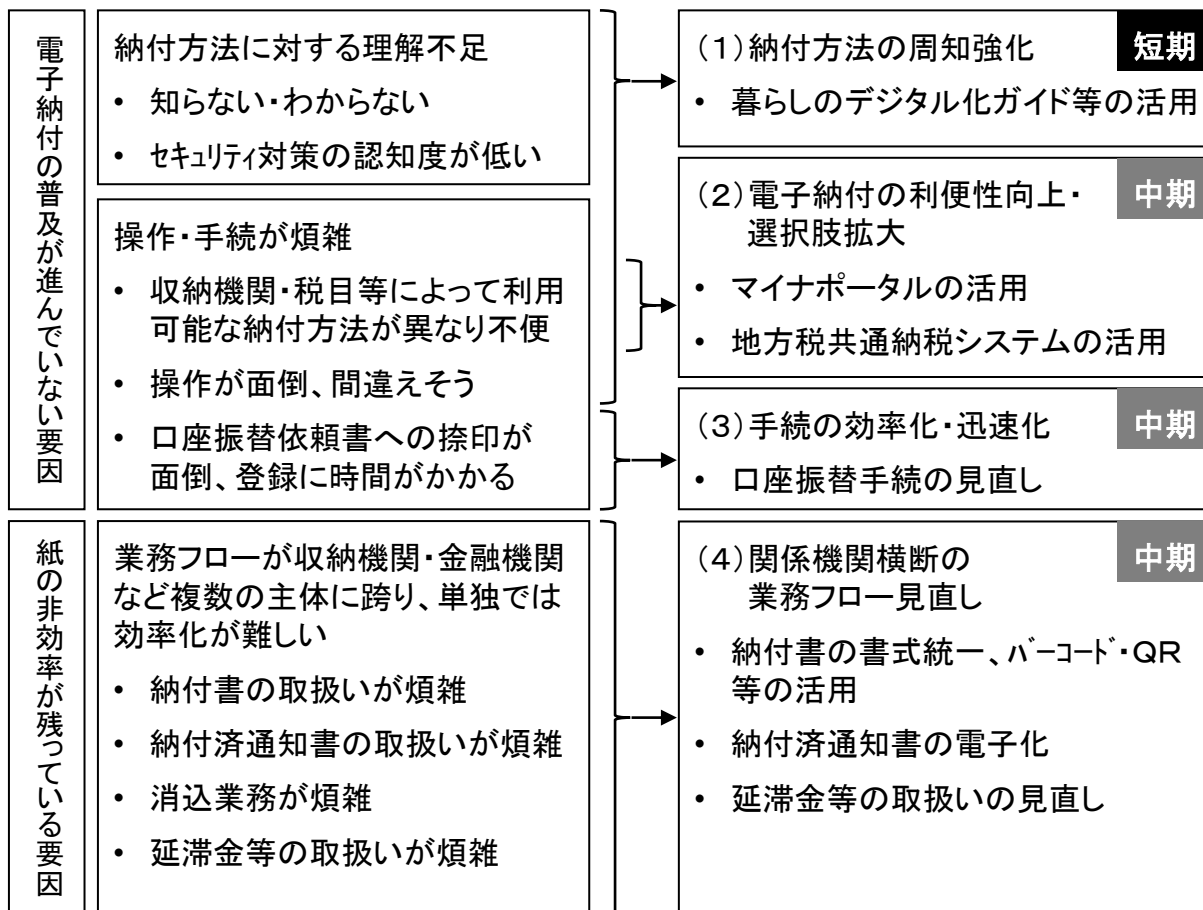 電子納付の普及が進んでいない要因
納付方法に対する理解不足
• 知らない・わからない
• セキュリティ対策の認知度が低い
操作・手続が煩雑
• 収納機関・税目等によって利用
可能な納付方法が異なり不便
• 操作が面倒、間違えそう
• 口座振替依頼書への捺印が
面倒、登録に時間がかかる
(1)納付方法の周知強化
短期
• 暮らしのデジタル化ガイド等の活用
(2)電子納付の利便性向上・
選択肢拡大
中期
• マイナポータルの活用
• 地方税共通納税システムの活用
(3)手続の効率化・迅速化
中期
• 口座振替手続の見直し
紙の非効率が残っている要因
業務フローが収納機関・金融機関
など複数の主体に跨り、単独では
効率化が難しい
• 納付書の取扱いが煩雑
• 納付済通知書の取扱いが煩雑
• 消込業務が煩雑
• 延滞金等の取扱いが煩雑
(4)関係機関横断の
業務フロー見直し
中期
• 納付書の書式統一、バーコード・QR
等の活用
• 納付済通知書の電子化
• 延滞金等の取扱いの見直し